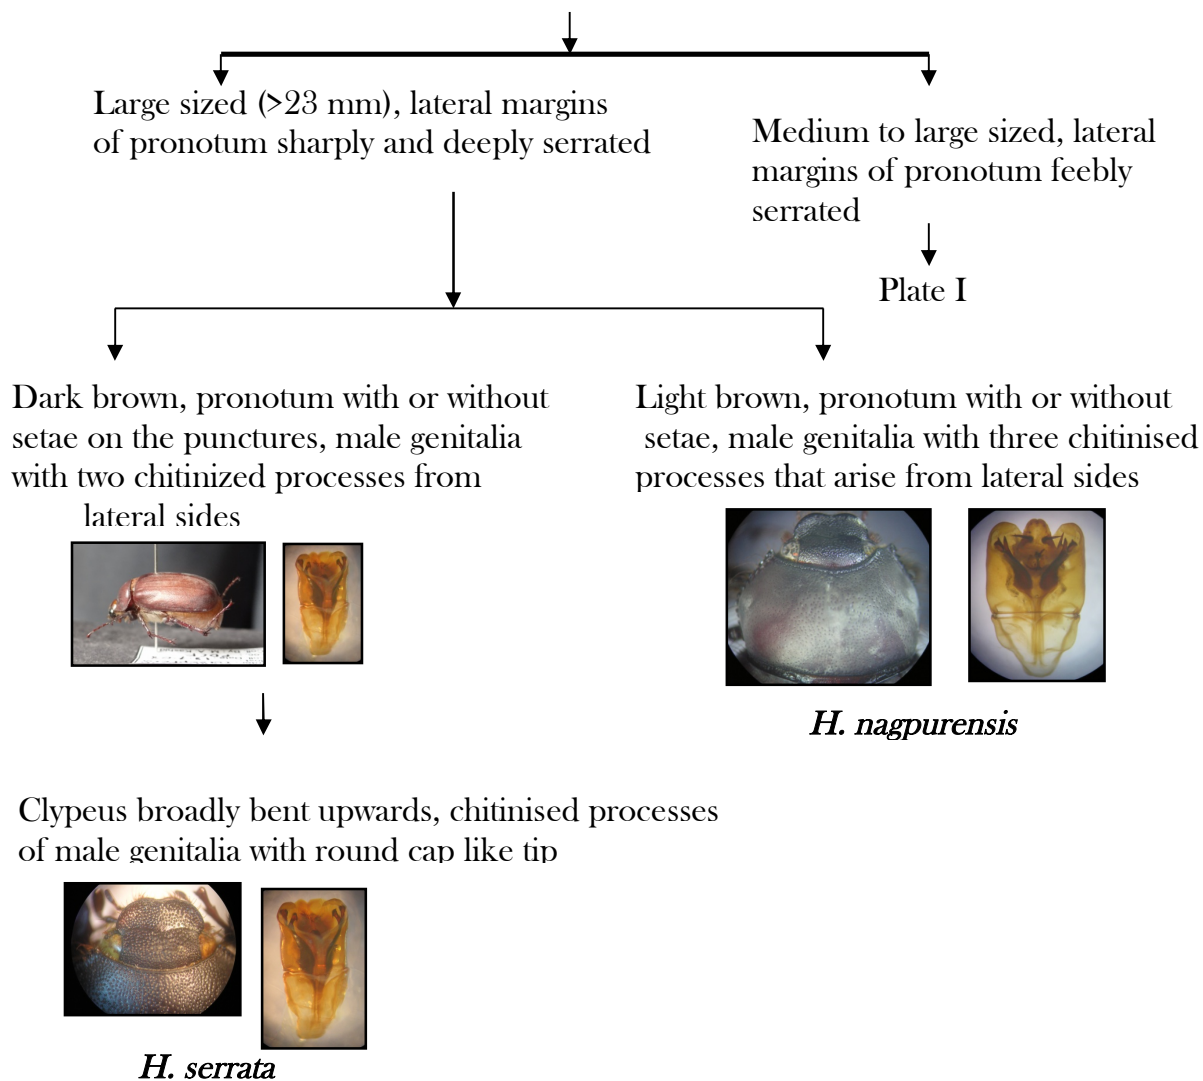 Large sized (>23 mm), lateral margins
of pronotum sharply and deeply serrated
Medium to large sized, lateral
margins of pronotum feebly
serrated
Plate I
Dark brown, pronotum with or without
setae on the punctures, male genitalia
with two chitinized processes from
lateral sides
Light brown, pronotum with or without
setae, male genitalia with three chitinised
processes that arise from lateral sides
H. nagpurensis
Clypeus broadly bent upwards, chitinised processes
of male genitalia with round cap like tip
H. serrata